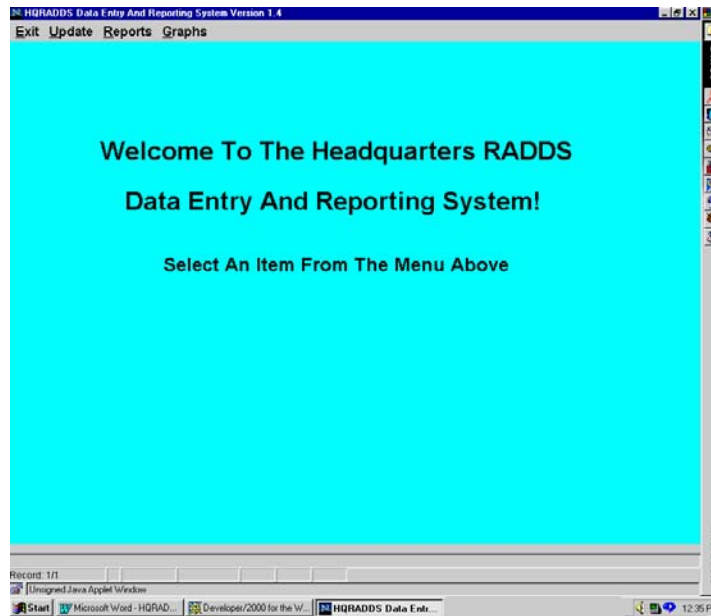 HQRADDS Data Entry And Reporting System Version 1.4
Exit Update Reports Graphs
Welcome To The Headquarters RADDS
Data Entry And Reporting System!
Select An Item From The Menu Above
Record: 1/1
Unsigned Java Applet Window
Start Microsoft Word - HQRAD... Developer/2000 for the W... HQRADDS Data Entr... 12:35 P